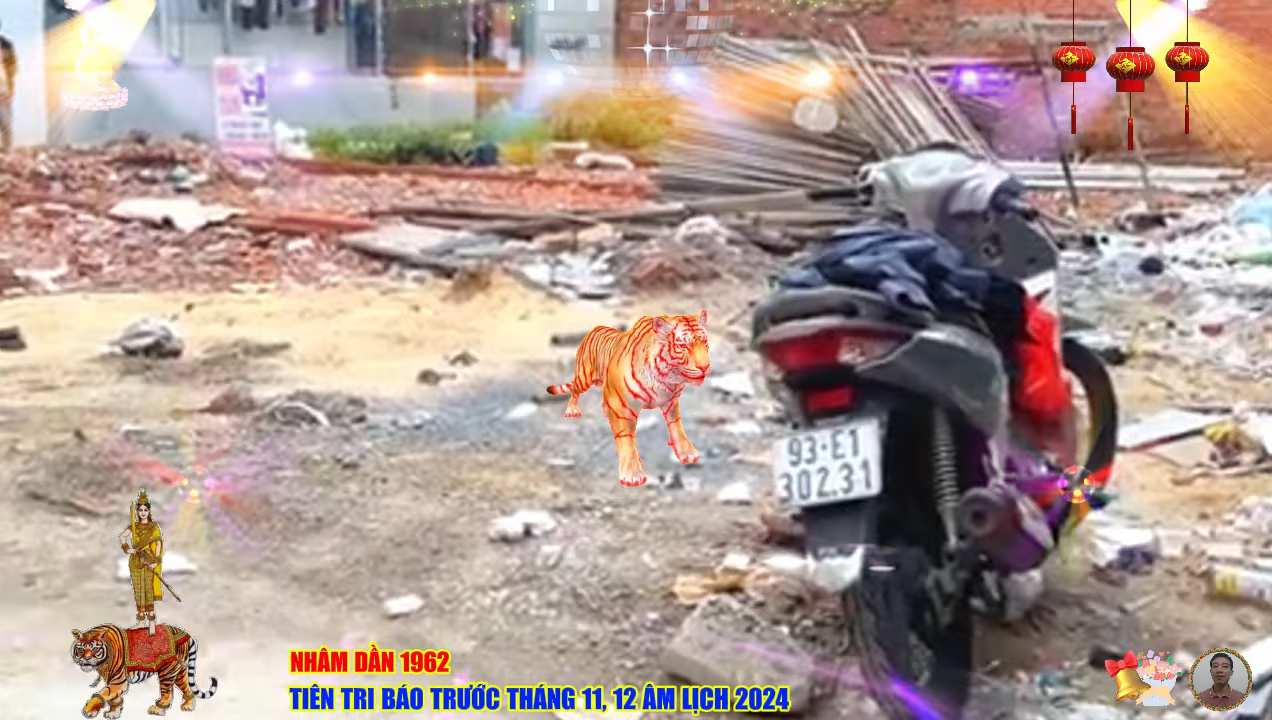 93-E1
302.31
NHÂM DẦN 1962
TIÊN TRI BÁO TRƯỚC THÁNG 11, 12 ÂM LỊCH 2024